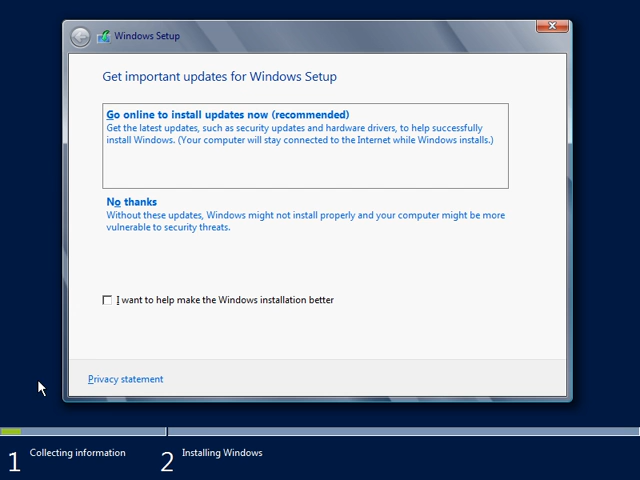 Windows Setup
Get important updates for Windows Setup
Go online to install updates now (recommended)
Get the latest updates, such as security updates and hardware drivers, to help successfully
install Windows. (Your computer will stay connected to the Internet while Windows installs.)
No thanks
Without these updates, Windows might not install properly and your computer might be more
vulnerable to security threats.
I want to help make the Windows installation better
Privacy statement
1 Collecting information
2 Installing Windows